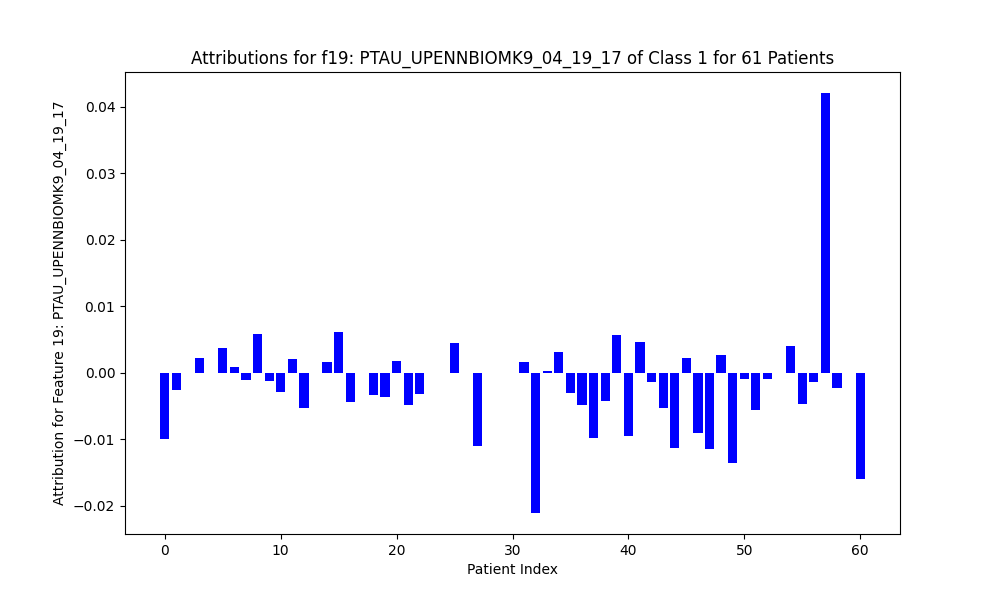 Attributions for f19: PTAU_UPENNBIOMK9_04_19_17 of Class 1 for 61 Patients
Attribution for Feature 19: PTAU_UPENNBIOMK9_04_19_17
0.04
0.03
0.02
0.01
0.00
−0.01
−0.02
0 10 20 30 40 50 60
Patient Index